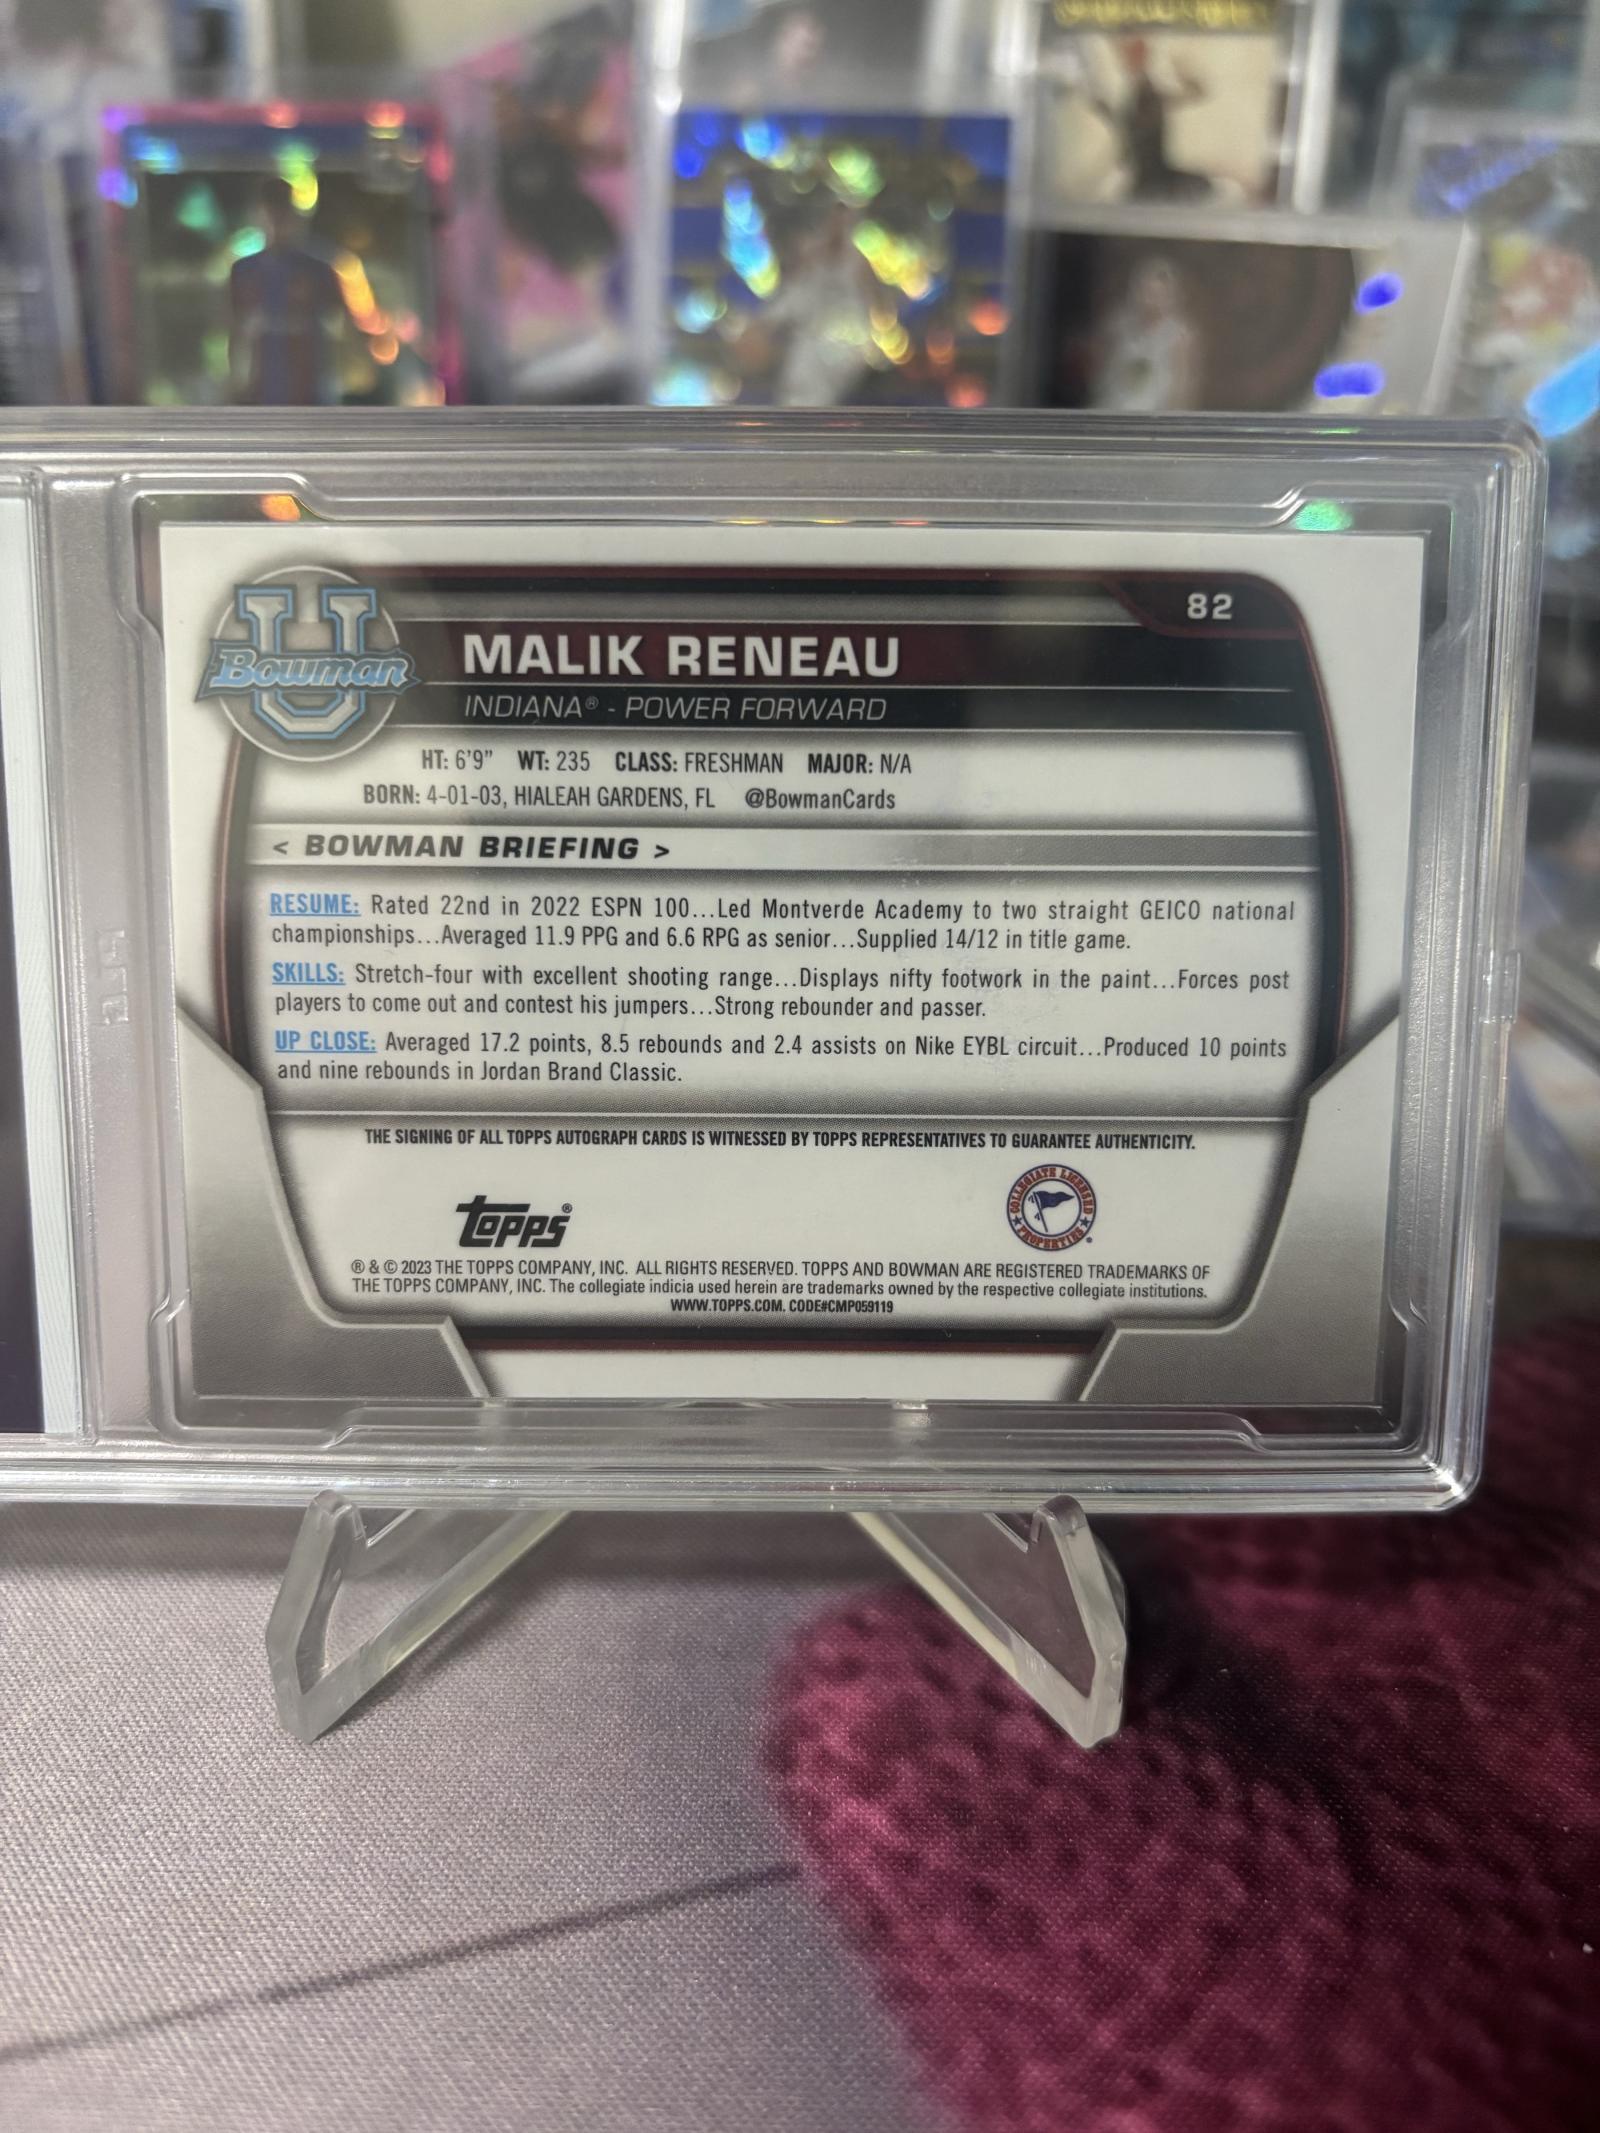 82
U
Bowman
MALIK RENEAU
INDIANA® - POWER FORWARD
HT: 6'9" WT: 235 CLASS: FRESHMAN MAJOR: N/A
BORN: 4-01-03, HIALEAH GARDENS, FL @BowmanCards
< BOWMAN BRIEFING >
RESUME: Rated 22nd in 2022 ESPN 100...Led Montverde Academy to two straight GEICO national
championships...Averaged 11.9 PPG and 6.6 RPG as senior...Supplied 14/12 in title game.
SKILLS: Stretch-four with excellent shooting range...Displays nifty footwork in the paint...Forces post
players to come out and contest his jumpers...Strong rebounder and passer.
UP CLOSE: Averaged 17.2 points, 8.5 rebounds and 2.4 assists on Nike EYBL circuit...Produced 10 points
and nine rebounds in Jordan Brand Classic.
THE SIGNING OF ALL TOPPS AUTOGRAPH CARDS IS WITNESSED BY TOPPS REPRESENTATIVES TO GUARANTEE AUTHENTICITY.
topps®
COLLEGIATE LICENSED PROPERTIES
® & © 2023 THE TOPPS COMPANY, INC. ALL RIGHTS RESERVED. TOPPS AND BOWMAN ARE REGISTERED TRADEMARKS OF
THE TOPPS COMPANY, INC. The collegiate indicia used herein are trademarks owned by the respective collegiate institutions.
WWW.TOPPS.COM. CODE#CMP059119